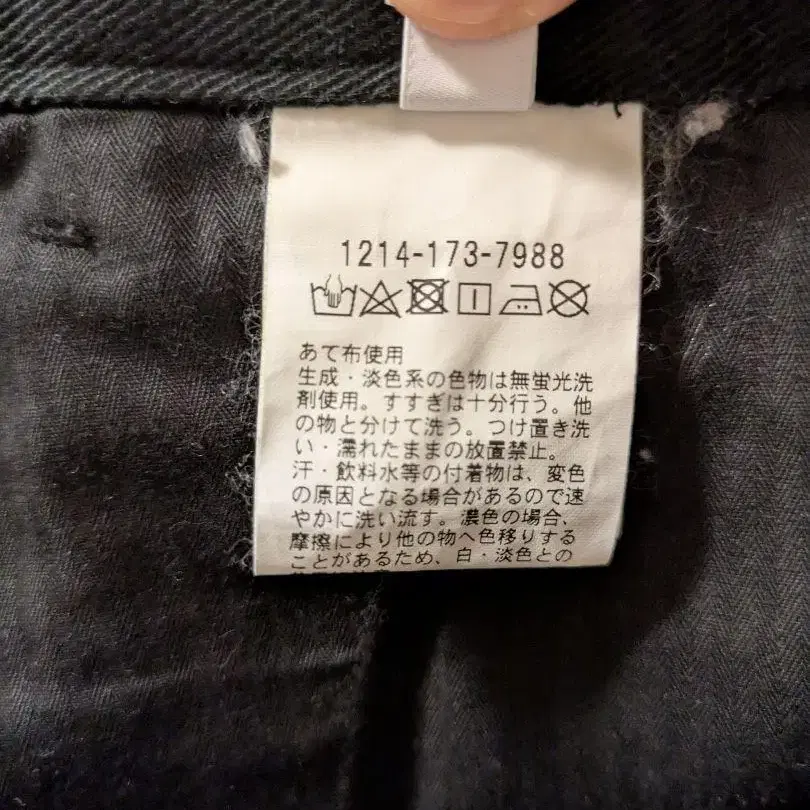 1214-173-7988
あて布使用
生成・淡色系の色物は無蛍光洗
剤使用。すすぎは十分行う。他
の物と分けて洗う。つけ置き洗
い・濡れたままの放置禁止。
汗・飲料水等の付着物は、変色
の原因となる場合があるので速
やかに洗い流す。濃色の場合、
摩擦により他の物へ色移りする
ことがあるため、白・淡色との